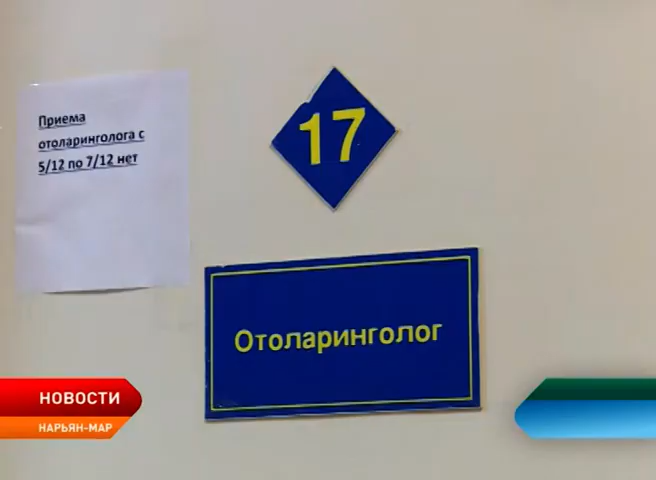 Приема
отоларинголога с
5/12 по 7/12 нет
17
Отоларинголог
НОВОСТИ
НАРЬЯН-МАР